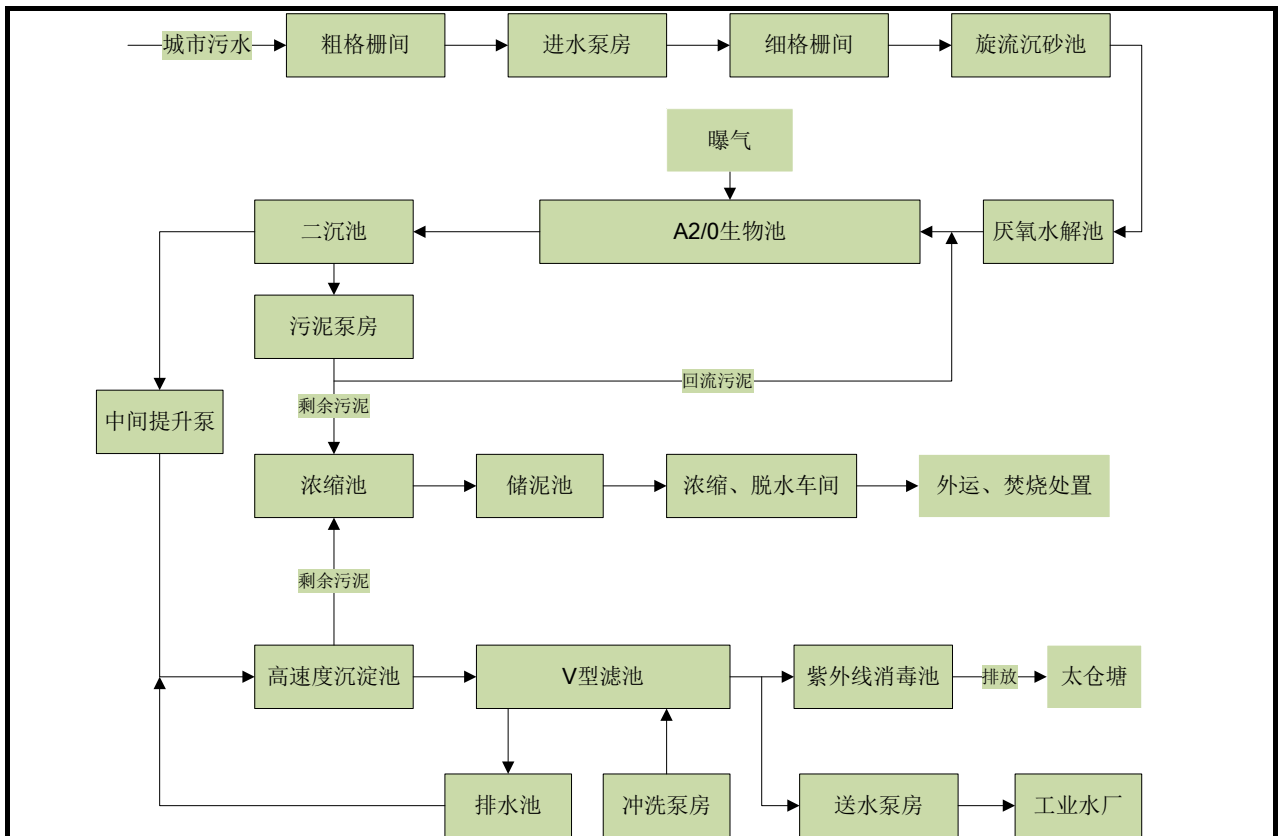 城市污水
粗格栅间
进水泵房
细格栅间
旋流沉砂池
曝气
二沉池
A2/0生物池
厌氧水解池
污泥泵房
回流污泥
剩余污泥
中间提升泵
浓缩池
储泥池
浓缩、脱水车间
外运、焚烧处置
剩余污泥
高速度沉淀池
V型滤池
紫外线消毒池
排放
太仓塘
排水池
冲洗泵房
送水泵房
工业水厂